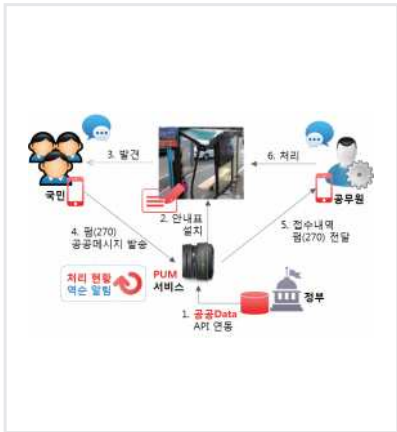 3. 발견
6. 처리
국민
공무원
2. 안내표
설치
4. 펌(270)
공공메시지 발송
5. 접수내역
펌(270) 전달
PUM
서비스
처리 현황
역순 알림
정부
1. 공공Data
API 연동